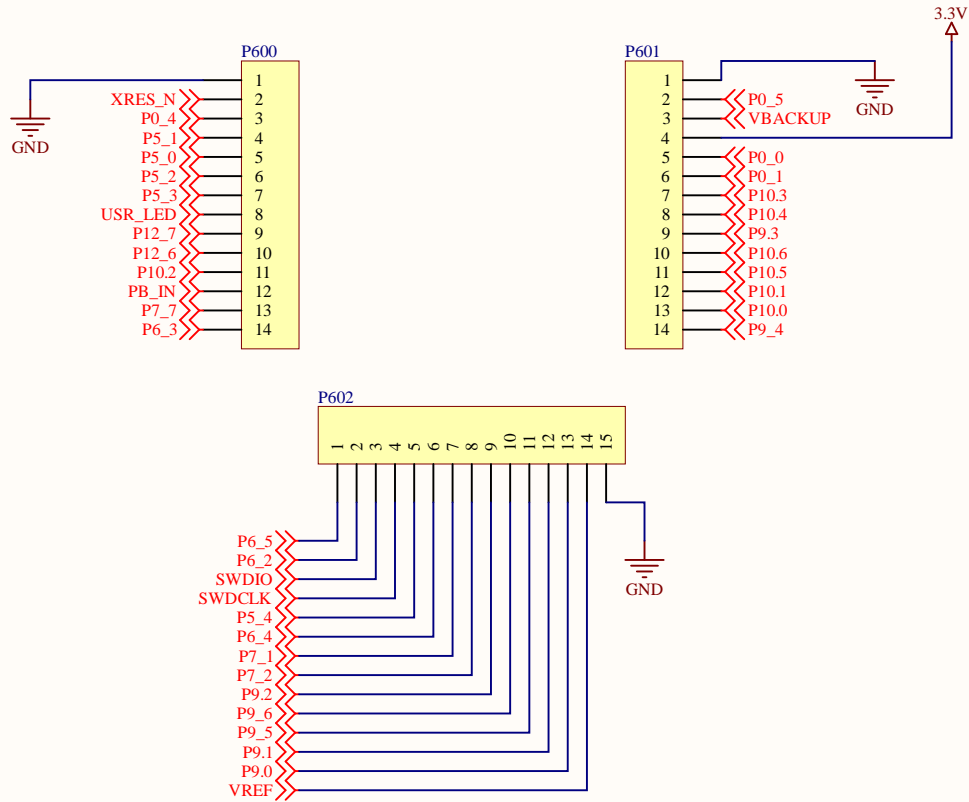 3.3V
P600
P601
1
XRES_N 2
P0_4 3
P5_1 4
P5_0 5
P5_2 6
P5_3 7
USR_LED 8
P12_7 9
P12_6 10
P10.2 11
PB_IN 12
P7_7 13
P6_3 14
GND
1
2 P0_5
3 VBACKUP
4
5 P0_0
6 P0_1
7 P10.3
8 P10.4
9 P9.3
10 P10.6
11 P10.5
12 P10.1
13 P10.0
14 P9_4
GND
P602
1 2 3 4 5 6 7 8 9 10 11 12 13 14 15
P6_5
P6_2
SWDIO
SWDCLK
P5_4
P6_4
P7_1
P7_2
P9.2
P9_6
P9_5
P9.1
P9.0
VREF
GND